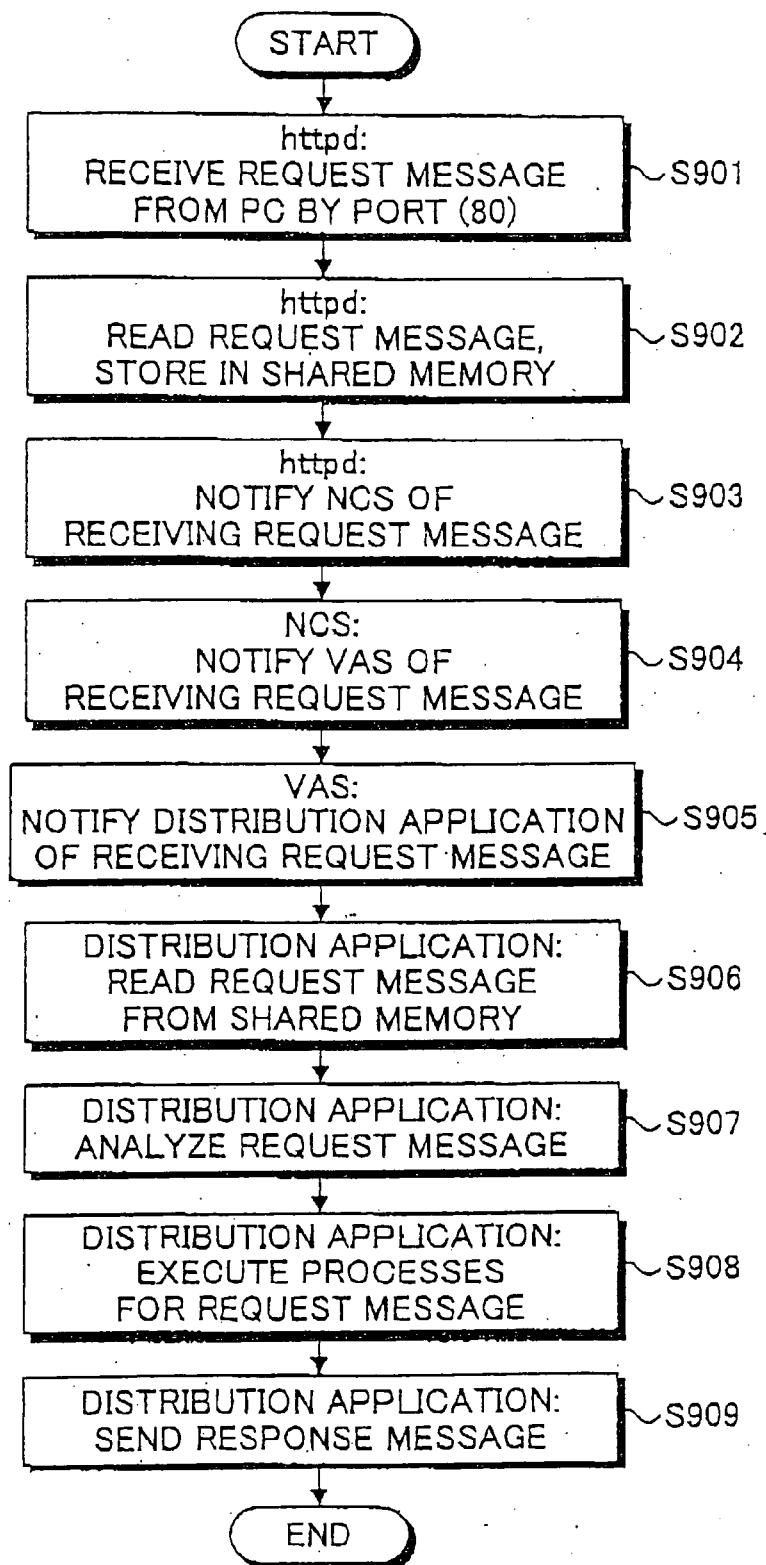 START
httpd:
RECEIVE REQUEST MESSAGE
FROM PC BY PORT (80)
S901
httpd:
READ REQUEST MESSAGE,
STORE IN SHARED MEMORY
S902
httpd:
NOTIFY NCS OF
RECEIVING REQUEST MESSAGE
S903
NCS:
NOTIFY VAS OF
RECEIVING REQUEST MESSAGE
S904
VAS:
NOTIFY DISTRIBUTION APPLICATION
OF RECEIVING REQUEST MESSAGE
S905
DISTRIBUTION APPLICATION:
READ REQUEST MESSAGE
FROM SHARED MEMORY
S906
DISTRIBUTION APPLICATION:
ANALYZE REQUEST MESSAGE
S907
DISTRIBUTION APPLICATION:
EXECUTE PROCESSES
FOR REQUEST MESSAGE
S908
DISTRIBUTION APPLICATION:
SEND RESPONSE MESSAGE
S909
END